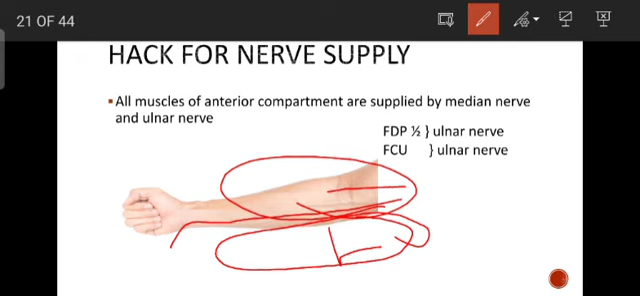 21 OF 44
HACK FOR NERVE SUPPLY
▪All muscles of anterior compartment are supplied by median nerve
and ulnar nerve
FDP ½ } ulnar nerve
FCU } ulnar nerve